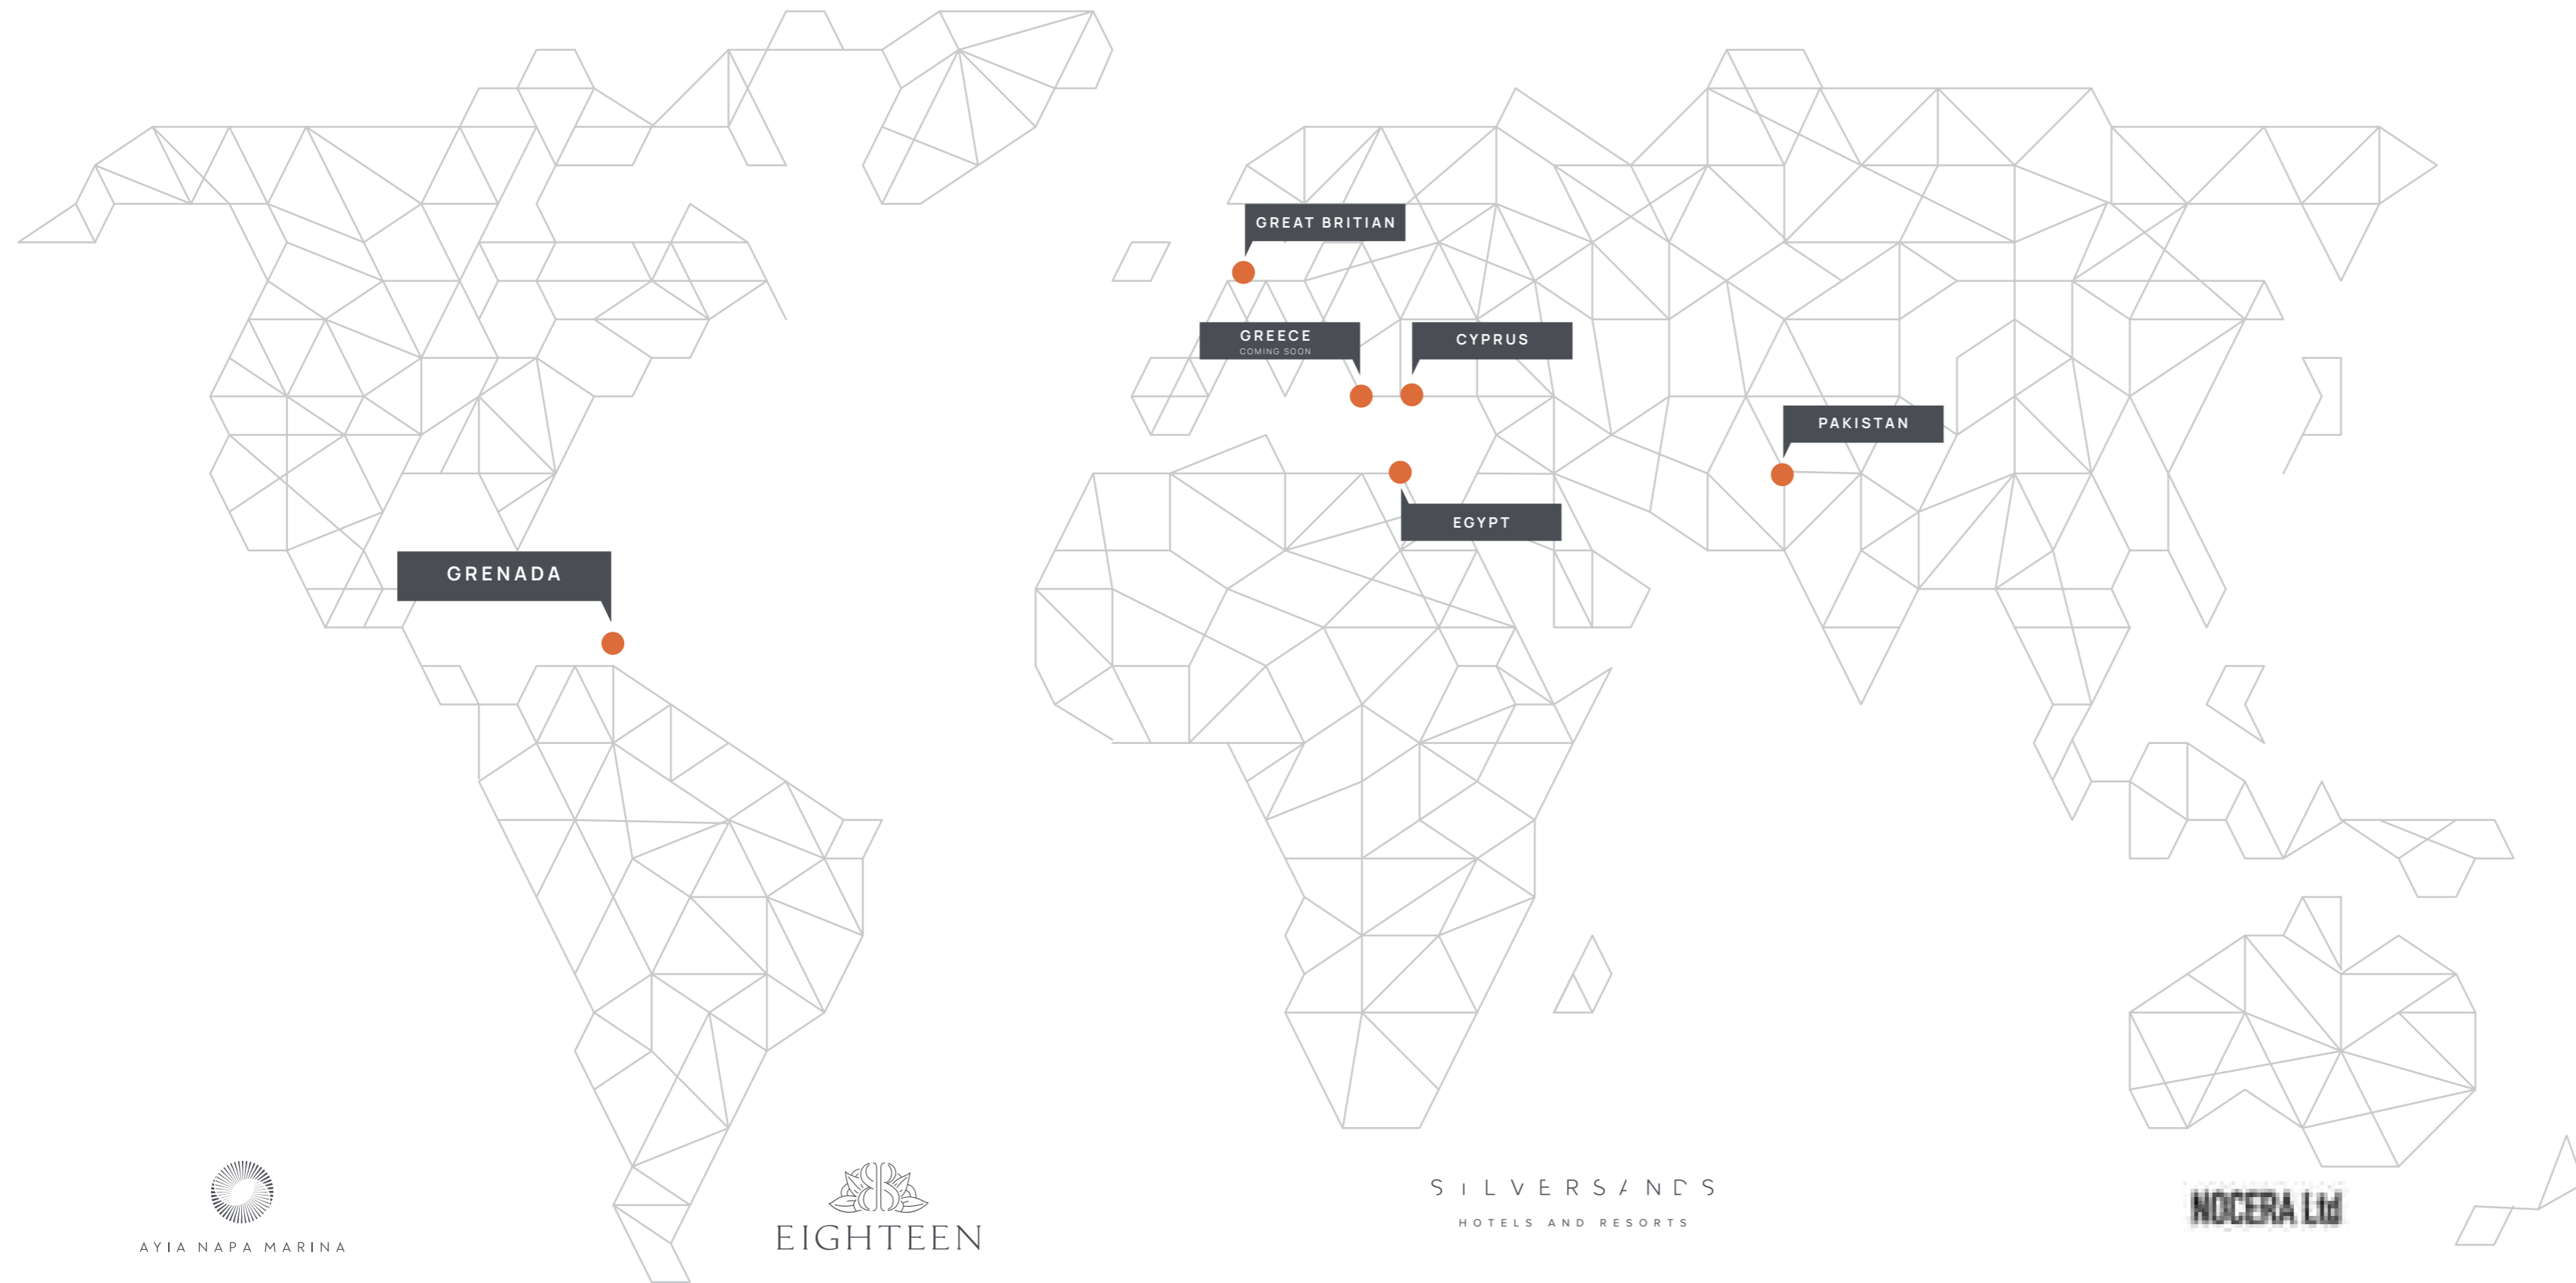 GREAT BRITIAN
GREECE
COMING SOON
CYPRUS
PAKISTAN
EGYPT
GRENADA
AYIA NAPA MARINA
EIGHTEEN
SILVERSANDS
HOTELS AND RESORTS
NOCERA Ltd